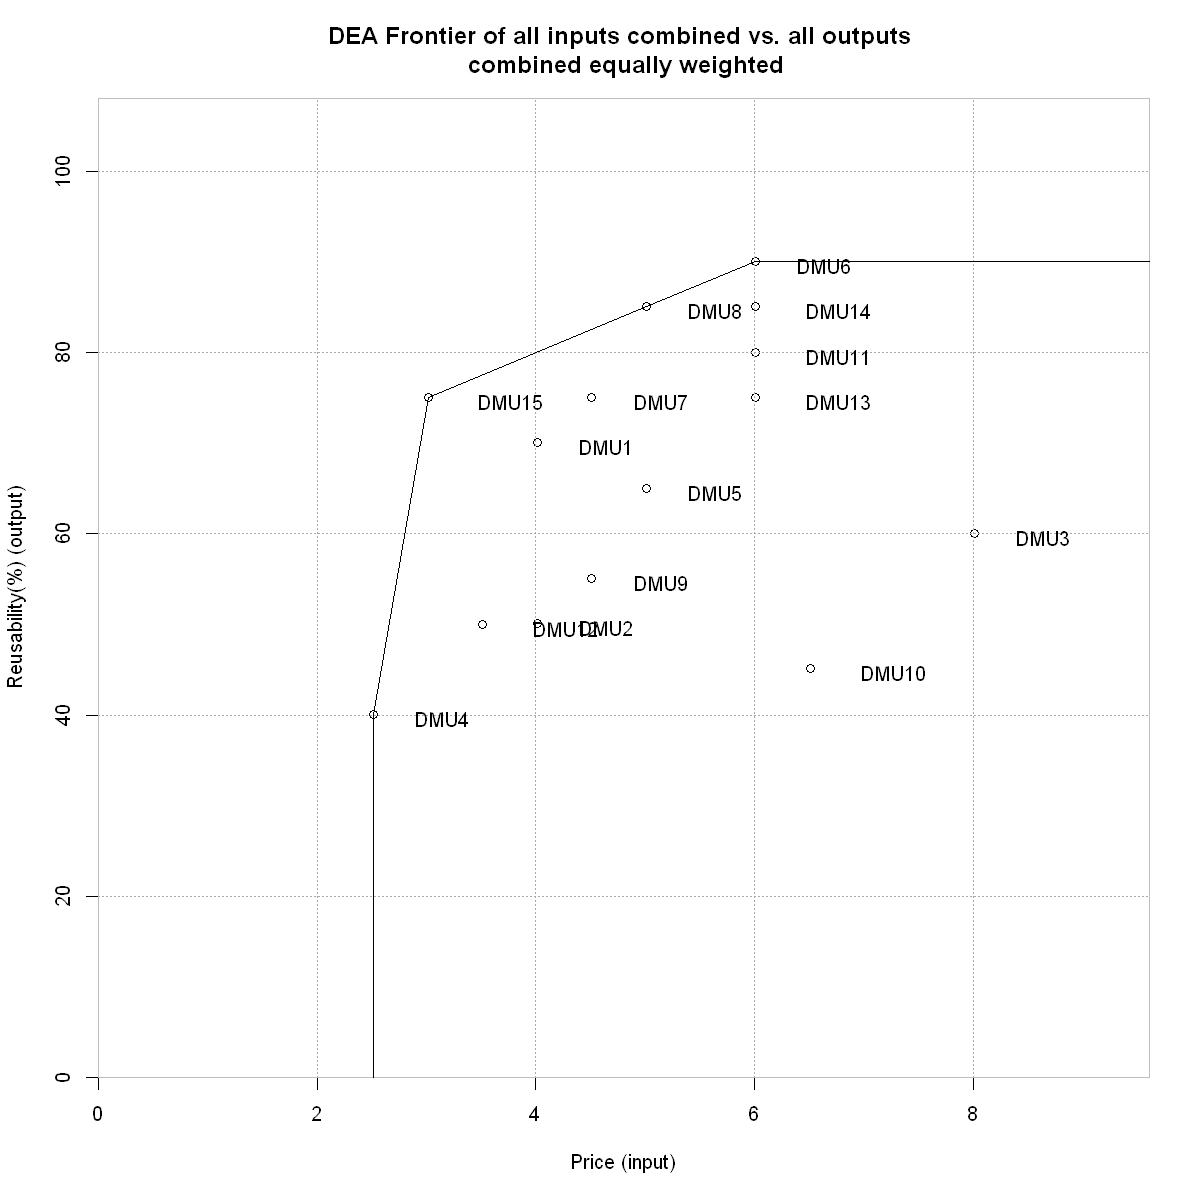 DEA Frontier of all inputs combined vs. all outputs
combined equally weighted
100
80
60
40
20
0
Reusability(%) (output)
DMU6
DMU8
DMU14
DMU11
DMU15
DMU7
DMU13
DMU1
DMU5
DMU3
DMU9
DMU12
DMU2
DMU10
DMU4
0
2
4
6
8
Price (input)